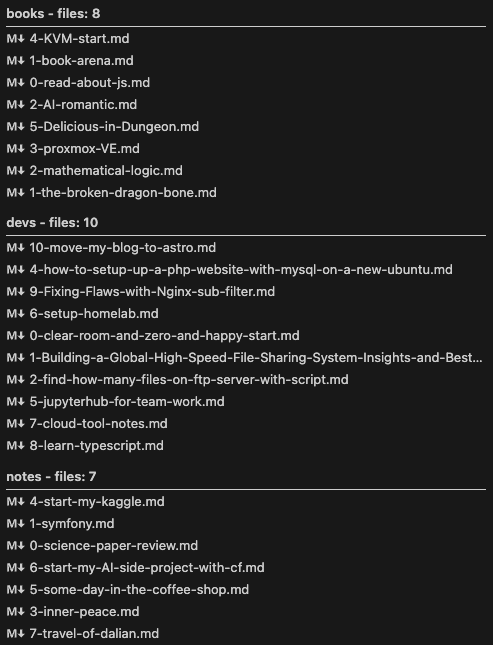 books - files: 8
M↓ 4-KVM-start.md
M↓ 1-book-arena.md
M↓ 0-read-about-js.md
M↓ 2-AI-romantic.md
M↓ 5-Delicious-in-Dungeon.md
M↓ 3-proxmox-VE.md
M↓ 2-mathematical-logic.md
M↓ 1-the-broken-dragon-bone.md
devs - files: 10
M↓ 10-move-my-blog-to-astro.md
M↓ 4-how-to-setup-up-a-php-website-with-mysql-on-a-new-ubuntu.md
M↓ 9-Fixing-Flaws-with-Nginx-sub-filter.md
M↓ 6-setup-homelab.md
M↓ 0-clear-room-and-zero-and-happy-start.md
M↓ 1-Building-a-Global-High-Speed-File-Sharing-System-Insights-and-Best...
M↓ 2-find-how-many-files-on-ftp-server-with-script.md
M↓ 5-jupyterhub-for-team-work.md
M↓ 7-cloud-tool-notes.md
M↓ 8-learn-typescript.md
notes - files: 7
M↓ 4-start-my-kaggle.md
M↓ 1-symfony.md
M↓ 0-science-paper-review.md
M↓ 6-start-my-AI-side-project-with-cf.md
M↓ 5-some-day-in-the-coffee-shop.md
M↓ 3-inner-peace.md
M↓ 7-travel-of-dalian.md